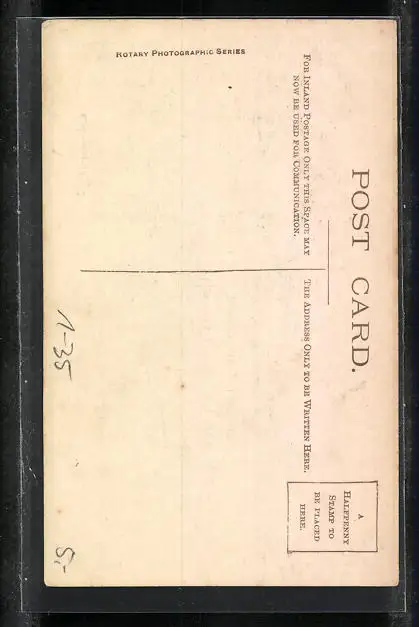 POST CARD.
FOR INLAND POSTAGE ONLY THIS SPACE MAY
NOW BE USED FOR COMMUNICATION.
THE ADDRESS ONLY TO BE WRITTEN HERE.
A
HALFPENNY
STAMP TO
BE PLACED
HERE.
ROTARY PHOTOGRAPHIC SERIES
1-35
S: